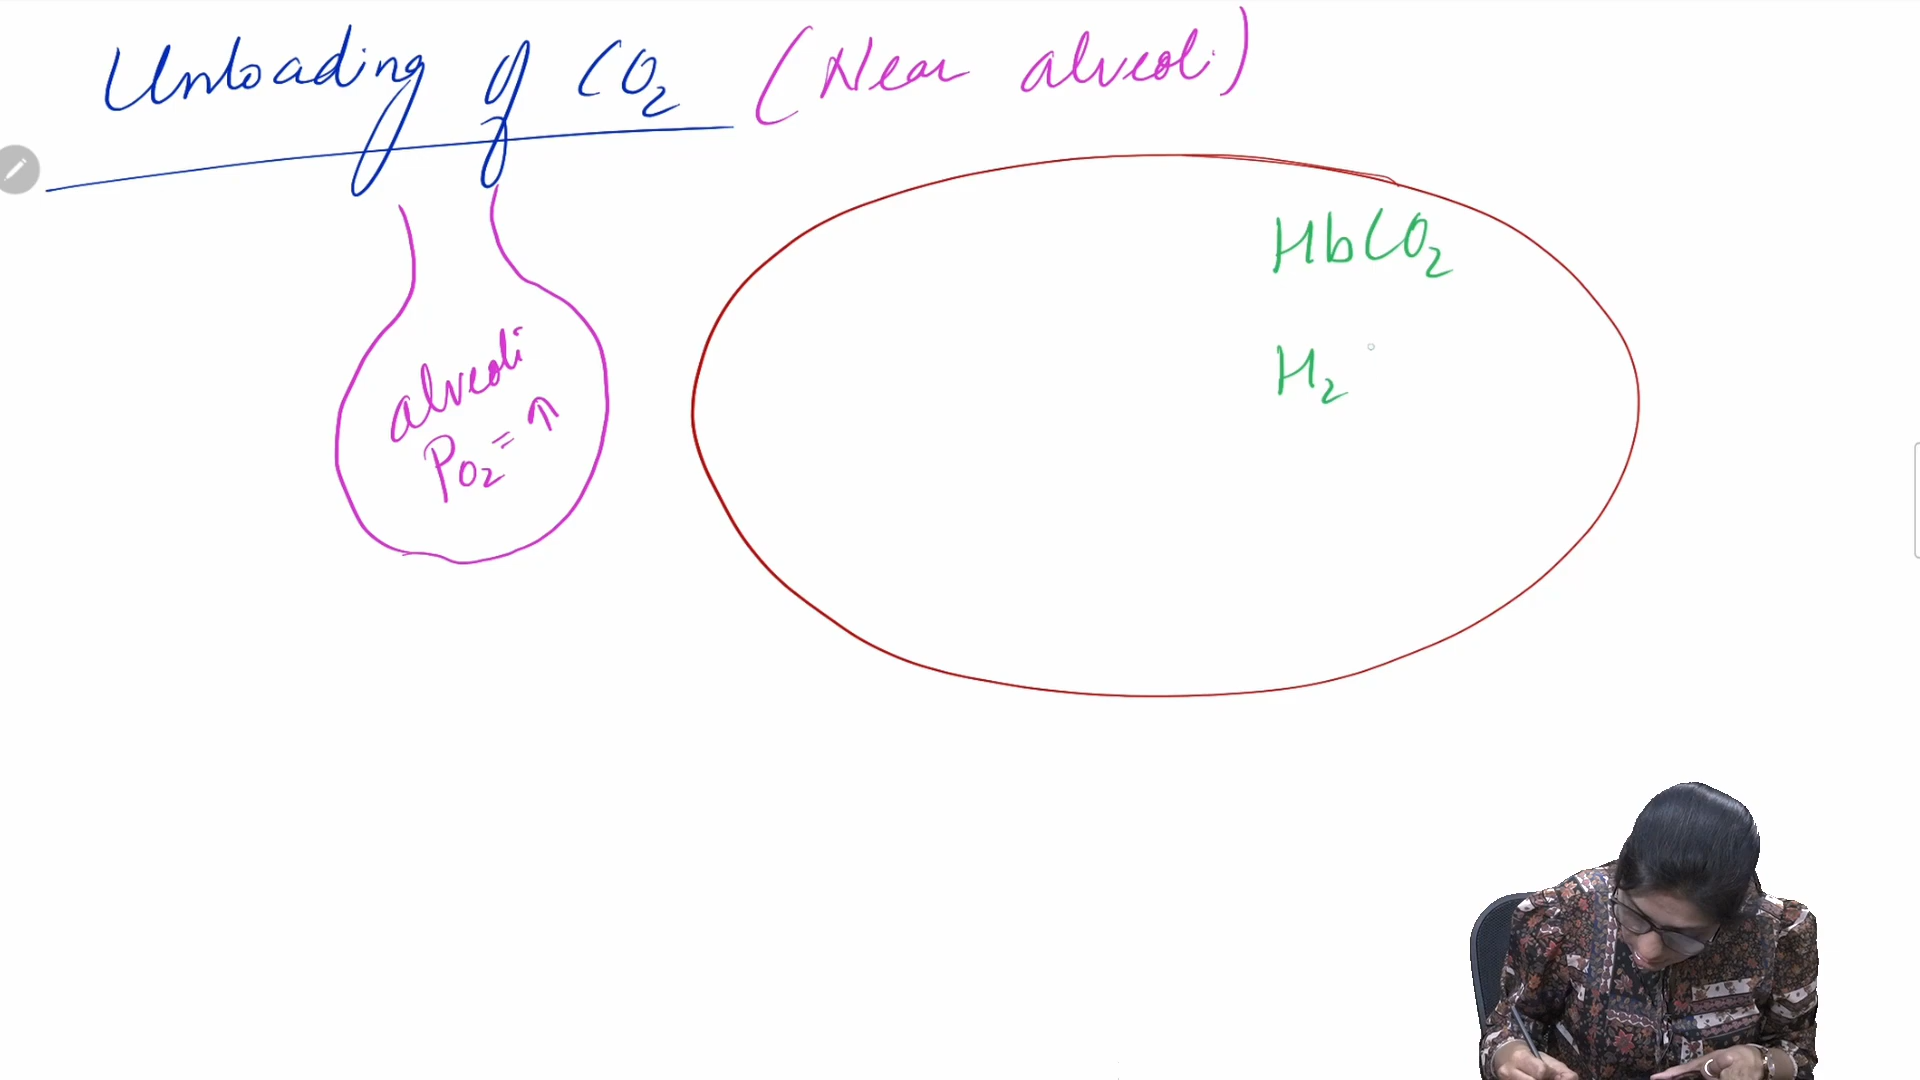 Unloading of CO2 (Near alveoli)
HbCO2
alveoli
PO2 = ↑
H2